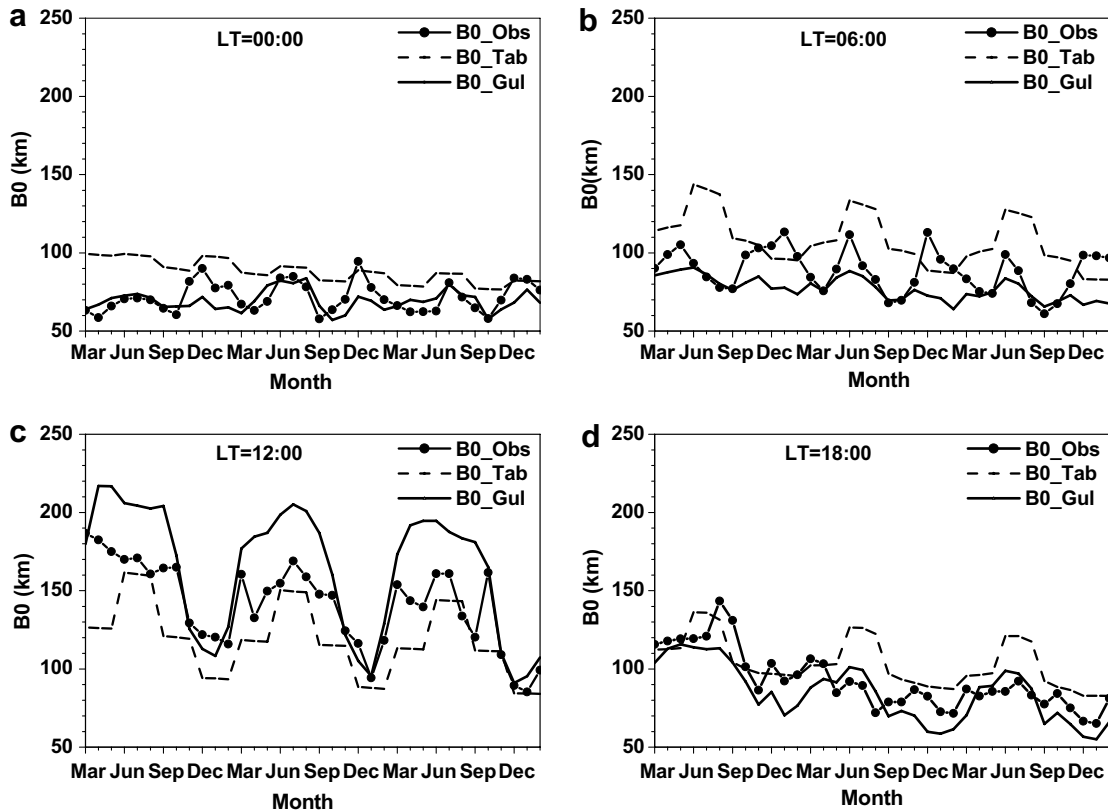 a
LT=00:00
B0_Obs
B0_Tab
B0_Gul
250
200
150
100
50
B0 (km)
Mar Jun Sep Dec Mar Jun Sep Dec Mar Jun Sep Dec
Month
b
LT=06:00
B0_Obs
B0_Tab
B0_Gul
250
200
150
100
50
B0(km)
Mar Jun Sep Dec Mar Jun Sep Dec Mar Jun Sep Dec
Month
c
LT=12:00
B0_Obs
B0_Tab
B0_Gul
250
200
150
100
50
B0 (km)
Mar Jun Sep Dec Mar Jun Sep Dec Mar Jun Sep Dec
Month
d
LT=18:00
B0_Obs
B0_Tab
B0_Gul
250
200
150
100
50
B0 (km)
Mar Jun Sep Dec Mar Jun Sep Dec Mar Jun Sep Dec
Month